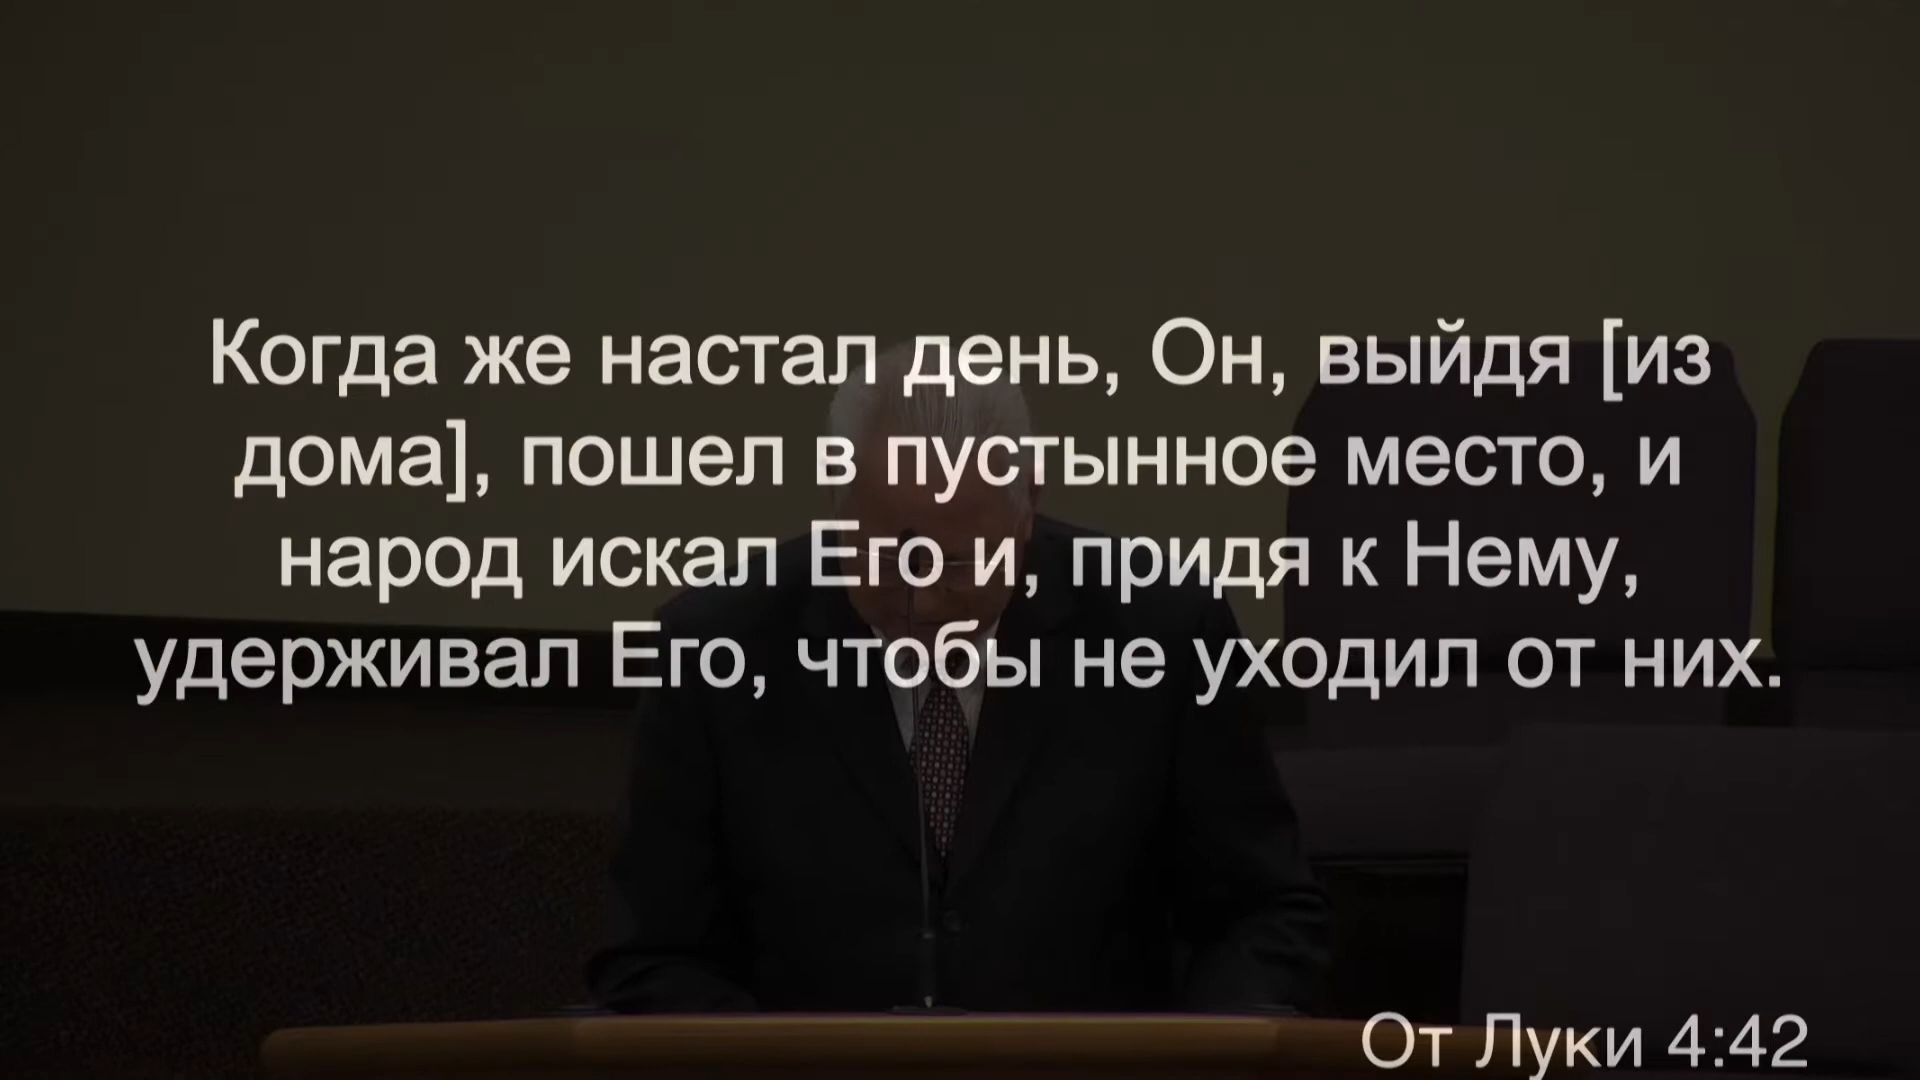 Когда же настал день, Он, выйдя [из
дома], пошел в пустынное место, и
народ искал Его и, придя к Нему,
удерживал Его, чтобы не уходил от них.
От Луки 4:42